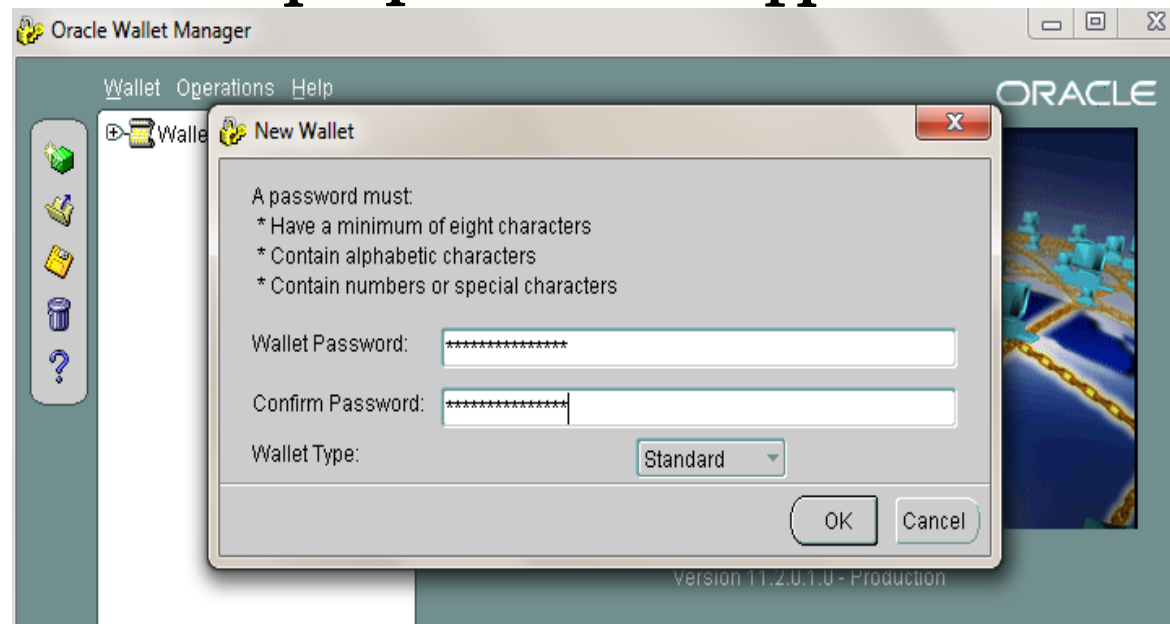 Oracle Wallet Manager
Wallet Operations Help
ORACLE
Walle
New Wallet
A password must:
* Have a minimum of eight characters
* Contain alphabetic characters
* Contain numbers or special characters
Wallet Password: ***************
Confirm Password: ***************
Wallet Type: Standard
OK Cancel
Version 11.2.0.1.0 - Production